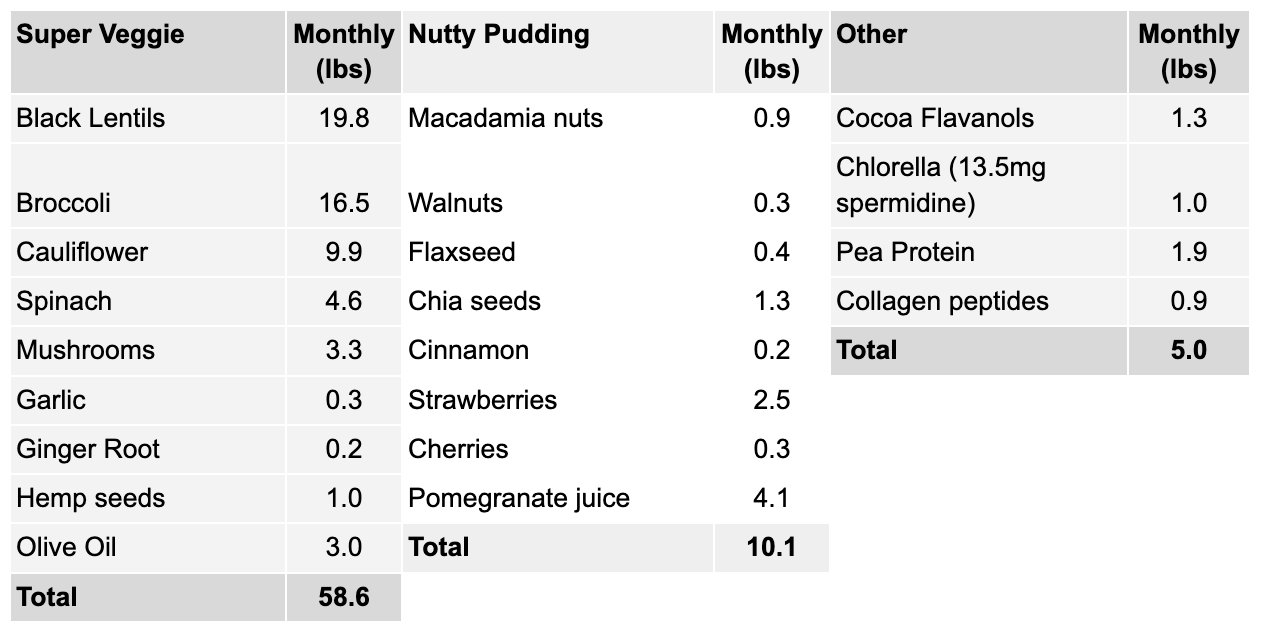 Super Veggie Monthly (lbs) Nutty Pudding Monthly (lbs) Other Monthly (lbs)
Black Lentils 19.8 Macadamia nuts 0.9 Cocoa Flavanols 1.3
Broccoli 16.5 Walnuts 0.3 Chlorella (13.5mg spermidine) 1.0
Cauliflower 9.9 Flaxseed 0.4 Pea Protein 1.9
Spinach 4.6 Chia seeds 1.3 Collagen peptides 0.9
Mushrooms 3.3 Cinnamon 0.2 Total 5.0
Garlic 0.3 Strawberries 2.5
Ginger Root 0.2 Cherries 0.3
Hemp seeds 1.0 Pomegranate juice 4.1
Olive Oil 3.0 Total 10.1
Total 58.6